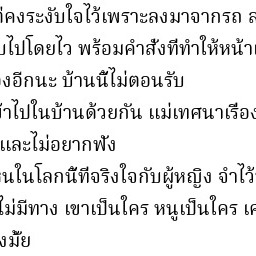 ที่คงระงับใจไว้เพราะลงมาจากรถ ส
บไปโดยไว พร้อมคำสั่งที่ทำให้หน้าเ
องอีกนะ บ้านนี้ไม่ตอนรับ
ข้าไปในบ้านด้วยกัน แม่เทศนาเรื่อง
และไม่อยากฟัง
นในโลกนี้ที่จริงใจกับผู้หญิง จำไว้
ไม่มีทาง เขาเป็นใคร หนูเป็นใคร เค
งมั้ย